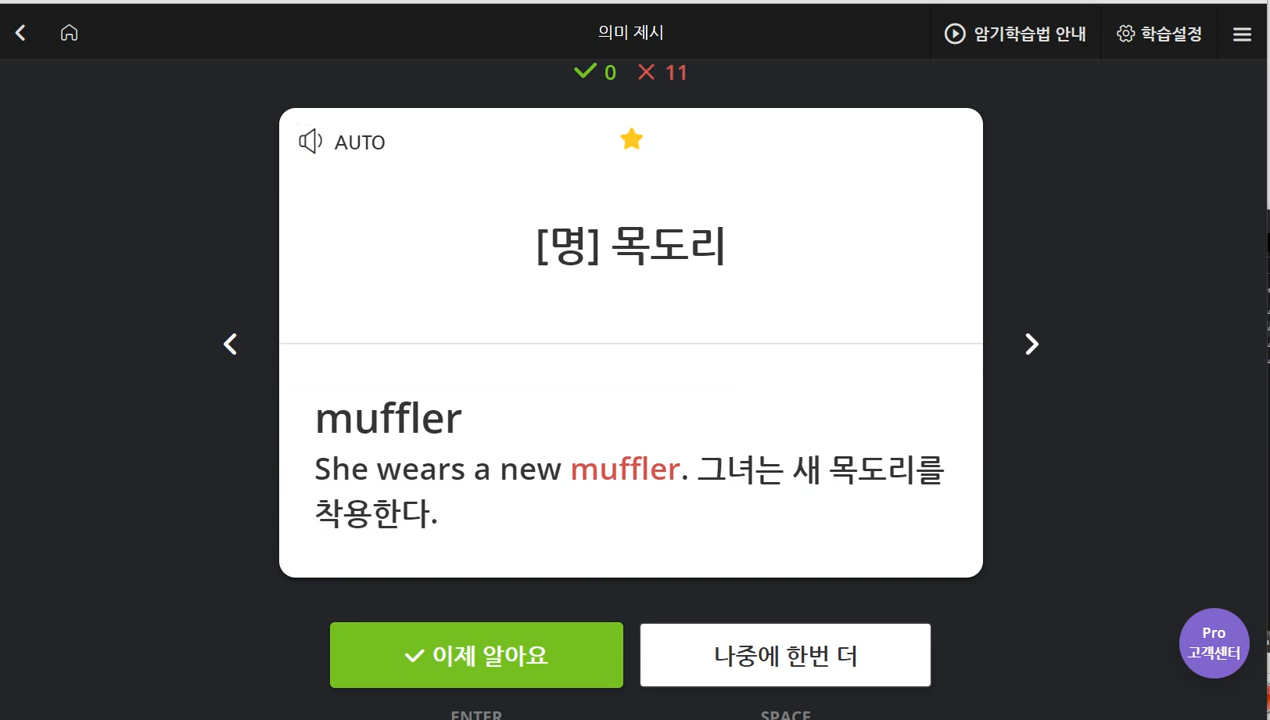 의미 제시
암기학습법 안내
학습설정
0 11
AUTO
[명] 목도리
muffler
She wears a new muffler. 그녀는 새 목도리를
착용한다.
이제 알아요
나중에 한번 더
Pro
고객센터
ENTER
SPACE